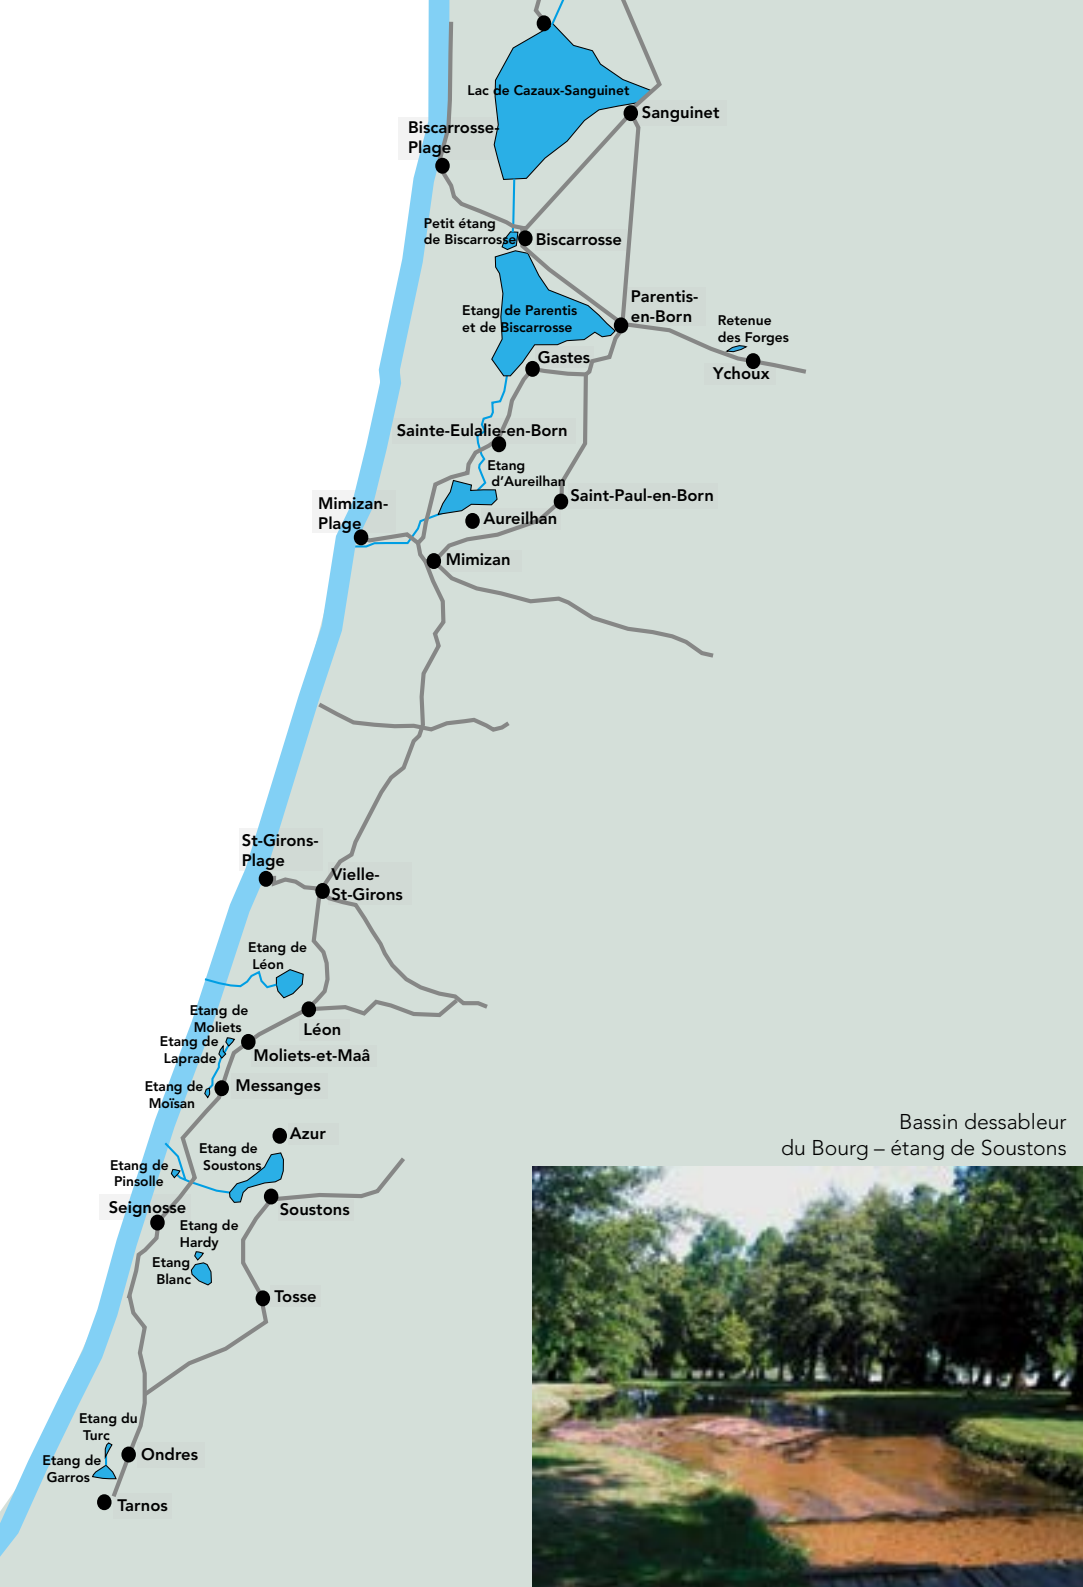 Lac de Cazaux-Sanguinet
Sanguinet
Biscarrosse-
Plage
Petit étang
de Biscarrosse
Biscarrosse
Etang de Parentis
et de Biscarrosse
Parentis-
en-Born
Retenue
des Forges
Ychoux
Gastes
Sainte-Eulalie-en-Born
Etang
d’Aureilhan
Saint-Paul-en-Born
Mimizan-
Plage
Aureilhan
Mimizan
St-Girons-
Plage
Vielle-
St-Girons
Etang de
Léon
Léon
Etang de
Moliets
Etang de
Laprade
Moliets-et-Maâ
Etang de
Moïsan
Messanges
Azur
Etang de
Soustons
Etang de
Pinsolle
Soustons
Seignosse
Etang de
Hardy
Etang
Blanc
Tosse
Etang du
Turc
Etang de
Garros
Ondres
Tarnos
Bassin dessableur
du Bourg – étang de Soustons